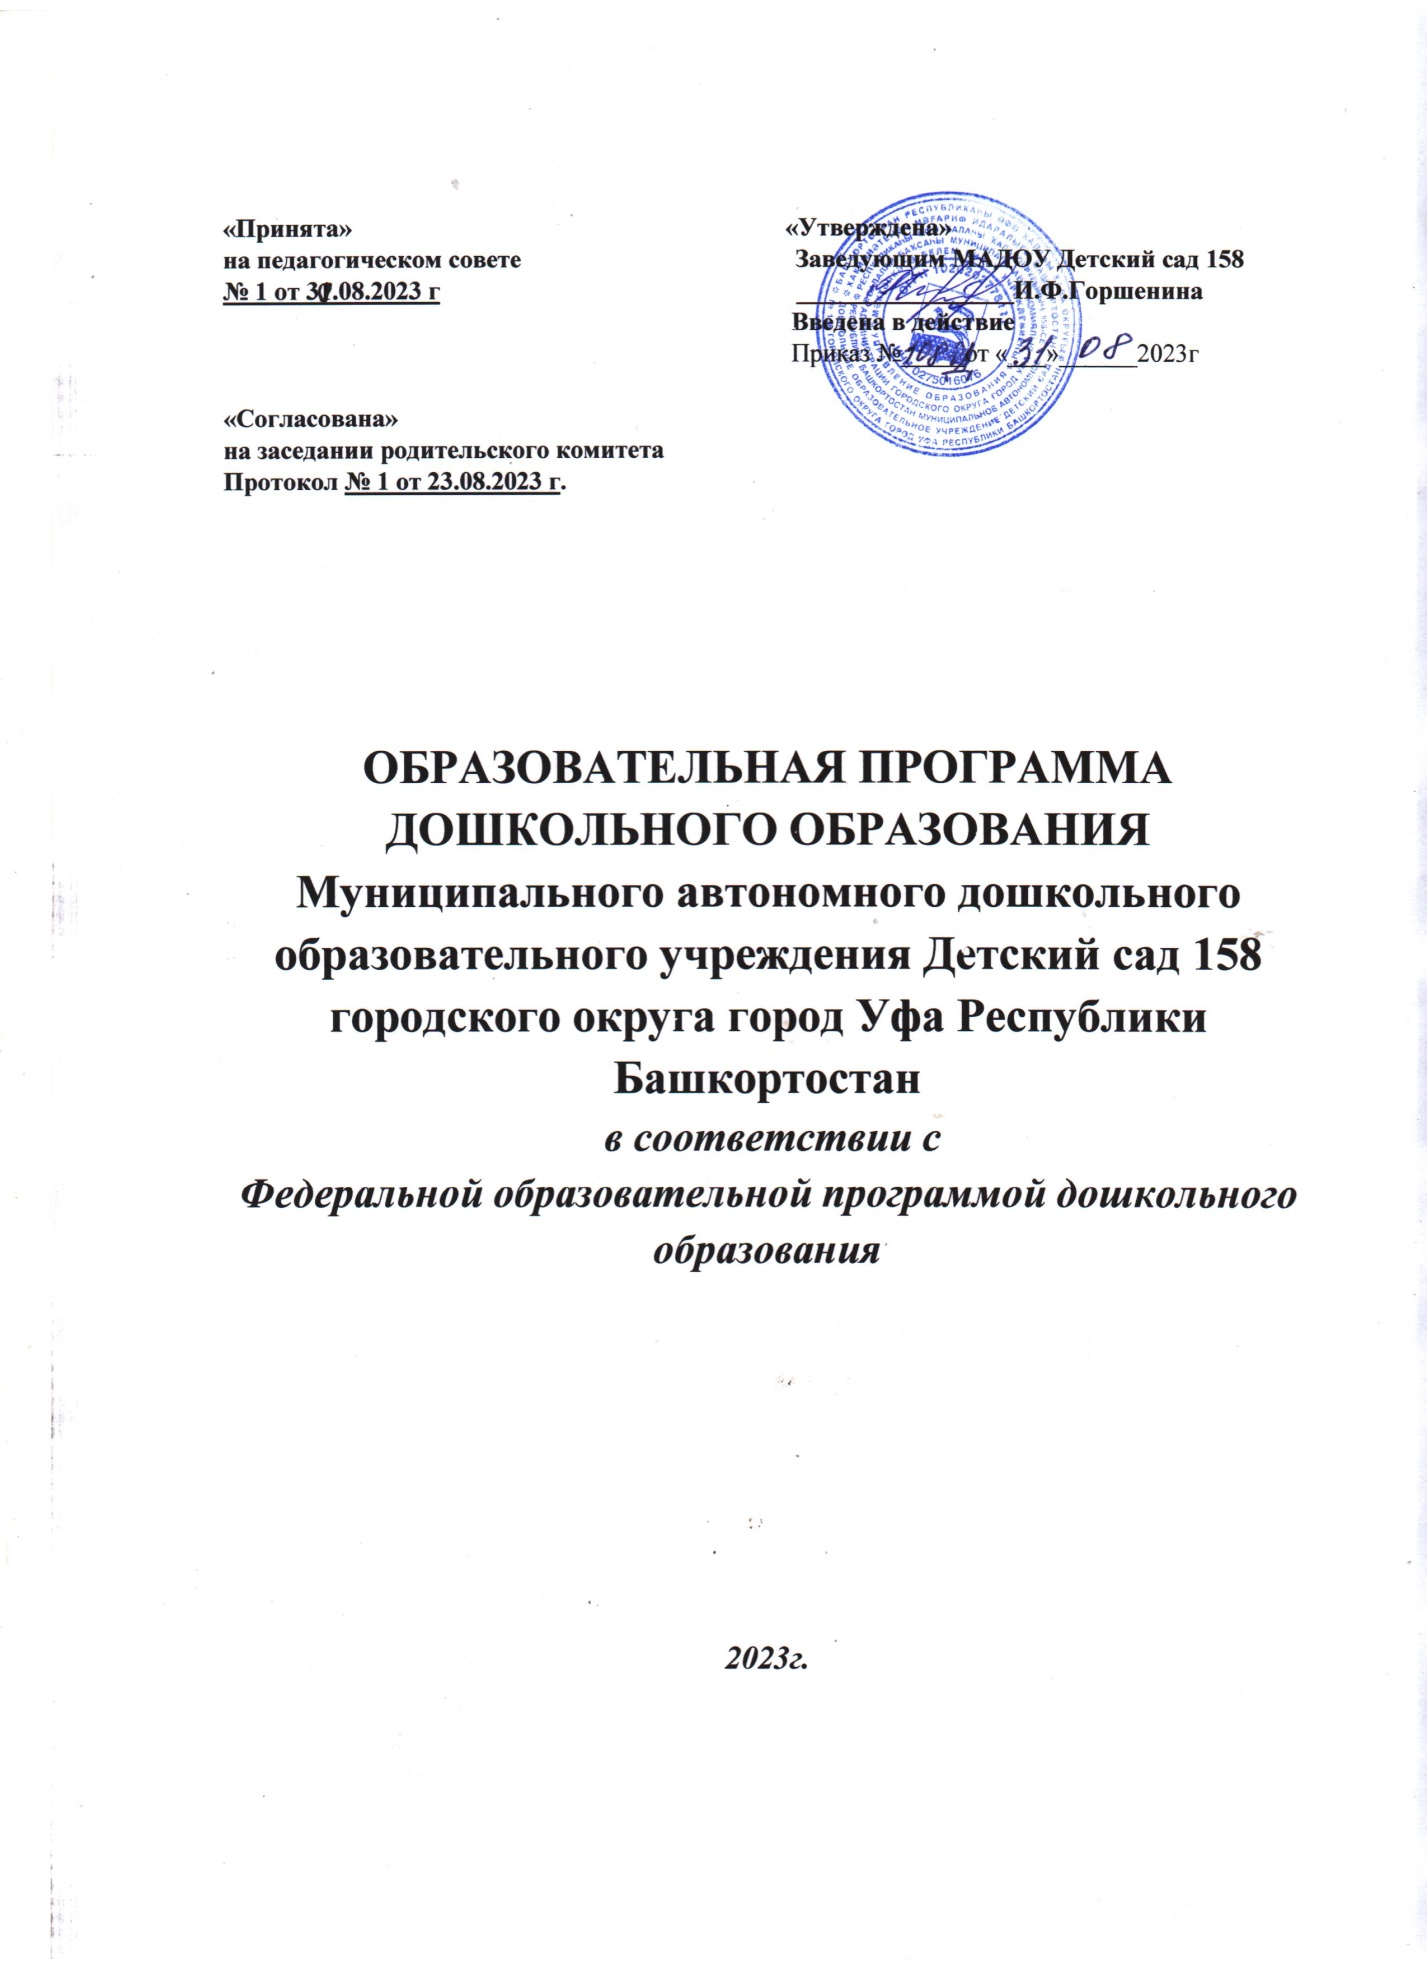 «Принята»
на педагогическом совете
№ 1 от 31.08.2023 г
«Утверждена»
Заведующим МАДОУ Детский сад 158
И.Ф.Горшенина
Введена в действие
Приказ № от «31» 08 2023г
«Согласована»
на заседании родительского комитета
Протокол № 1 от 23.08.2023 г.
ОБРАЗОВАТЕЛЬНАЯ ПРОГРАММА
ДОШКОЛЬНОГО ОБРАЗОВАНИЯ
Муниципального автономного дошкольного
образовательного учреждения Детский сад 158
городского округа город Уфа Республики
Башкортостан
в соответствии с
Федеральной образовательной программой дошкольного
образования
2023г.